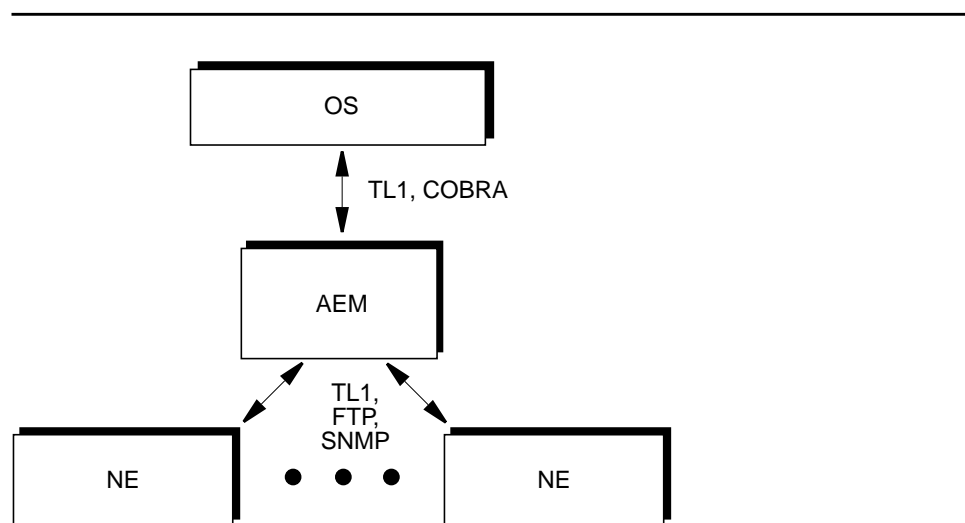 OS
TL1, COBRA
AEM
TL1,
FTP,
SNMP
NE
NE